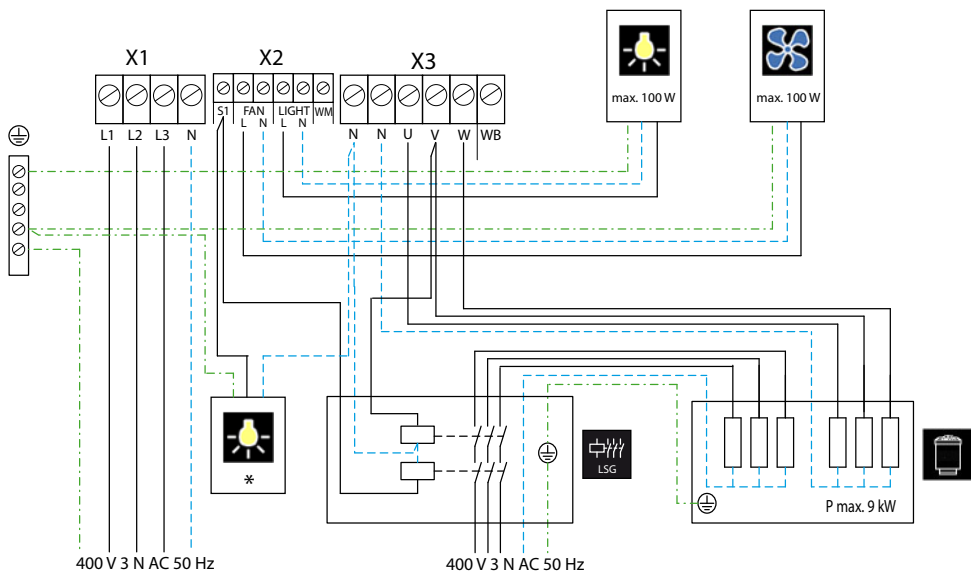 X1
X2
X3
S1 FAN LIGHT WM
L N L N
L1 L2 L3 N
N N U V W WB
max. 100 W
max. 100 W
*
LSG
P max. 9 kW
400 V 3 N AC 50 Hz
400 V 3 N AC 50 Hz